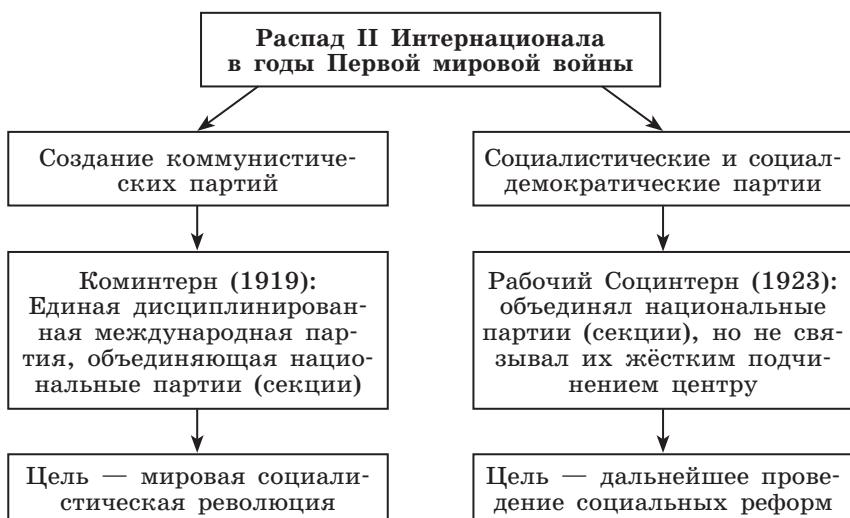 Распад II Интернационала
в годы Первой мировой войны
Создание коммунистиче-
ских партий
Коминтерн (1919):
Единая дисциплинирован-
ная международная пар-
тия, объединяющая нацио-
нальные партии (секции)
Цель — мировая социали-
стическая революция
Социалистические и социал-
демократические партии
Рабочий Социнтерн (1923):
объединял национальные
партии (секции), но не свя-
зывал их жёстким подчи-
нением центру
Цель — дальнейшее прове-
дение социальных реформ